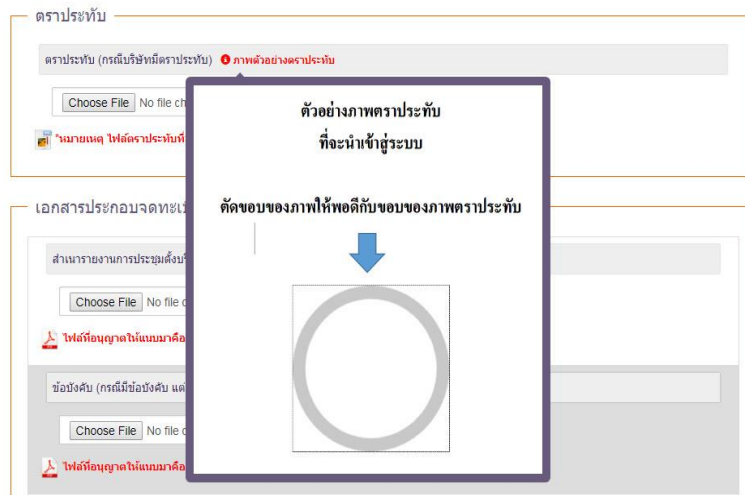 ตราประทับ
ตราประทับ (กรณีบริษัทมีตราประทับ) ภาพตัวอย่างตราประทับ
Choose File No file ch
*หมายเหตุ ไฟล์ตราประทับที่
ตัวอย่างภาพตราประทับ
ที่จะนำเข้าสู่ระบบ
ตัดขอบของภาพให้พอดีกับขอบของภาพตราประทับ
เอกสารประกอบจดทะเบี
สำเนารายงานการประชุมตั้งบริ
Choose File No file c
ไฟล์ที่อนุญาตให้แนบมาคือ
ข้อบังคับ (กรณีมีข้อบังคับ แต่
Choose File No file c
ไฟล์ที่อนุญาตให้แนบมาคือ